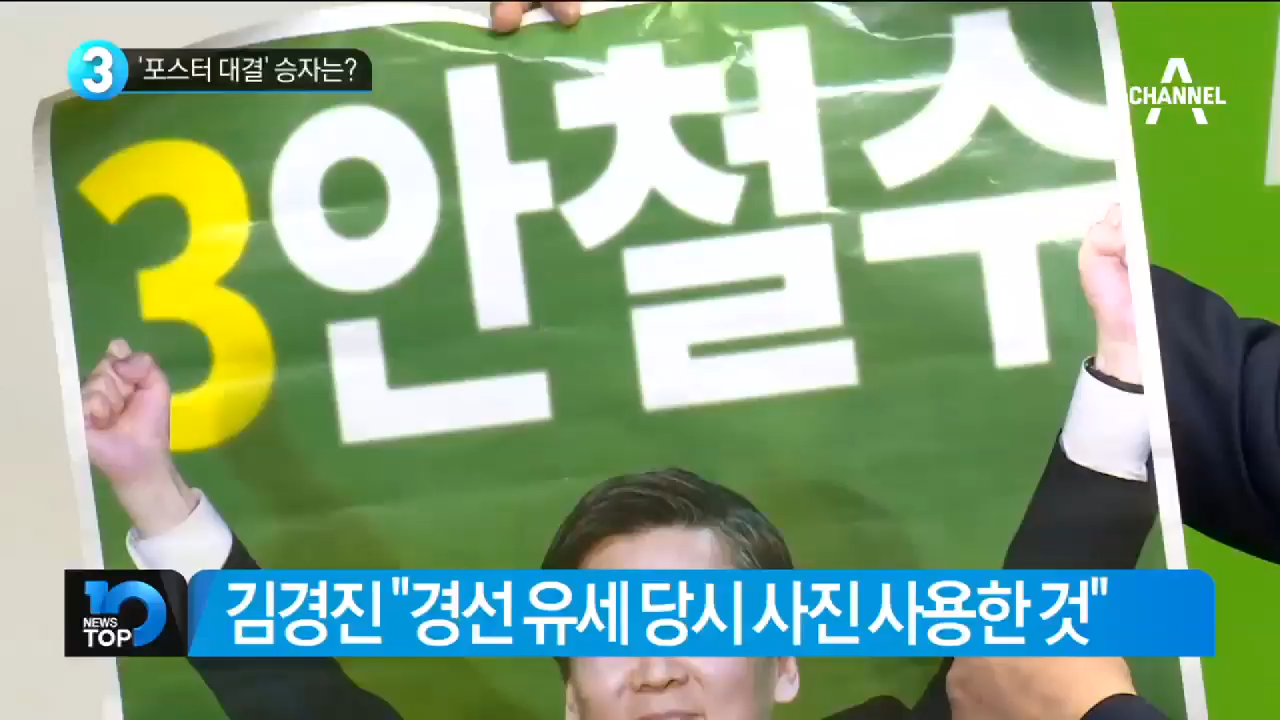 3
'포스터 대결' 승자는?
CHANNEL A
3안철수
NEWS
TOP 10
김경진 "경선 유세 당시 사진 사용한 것"